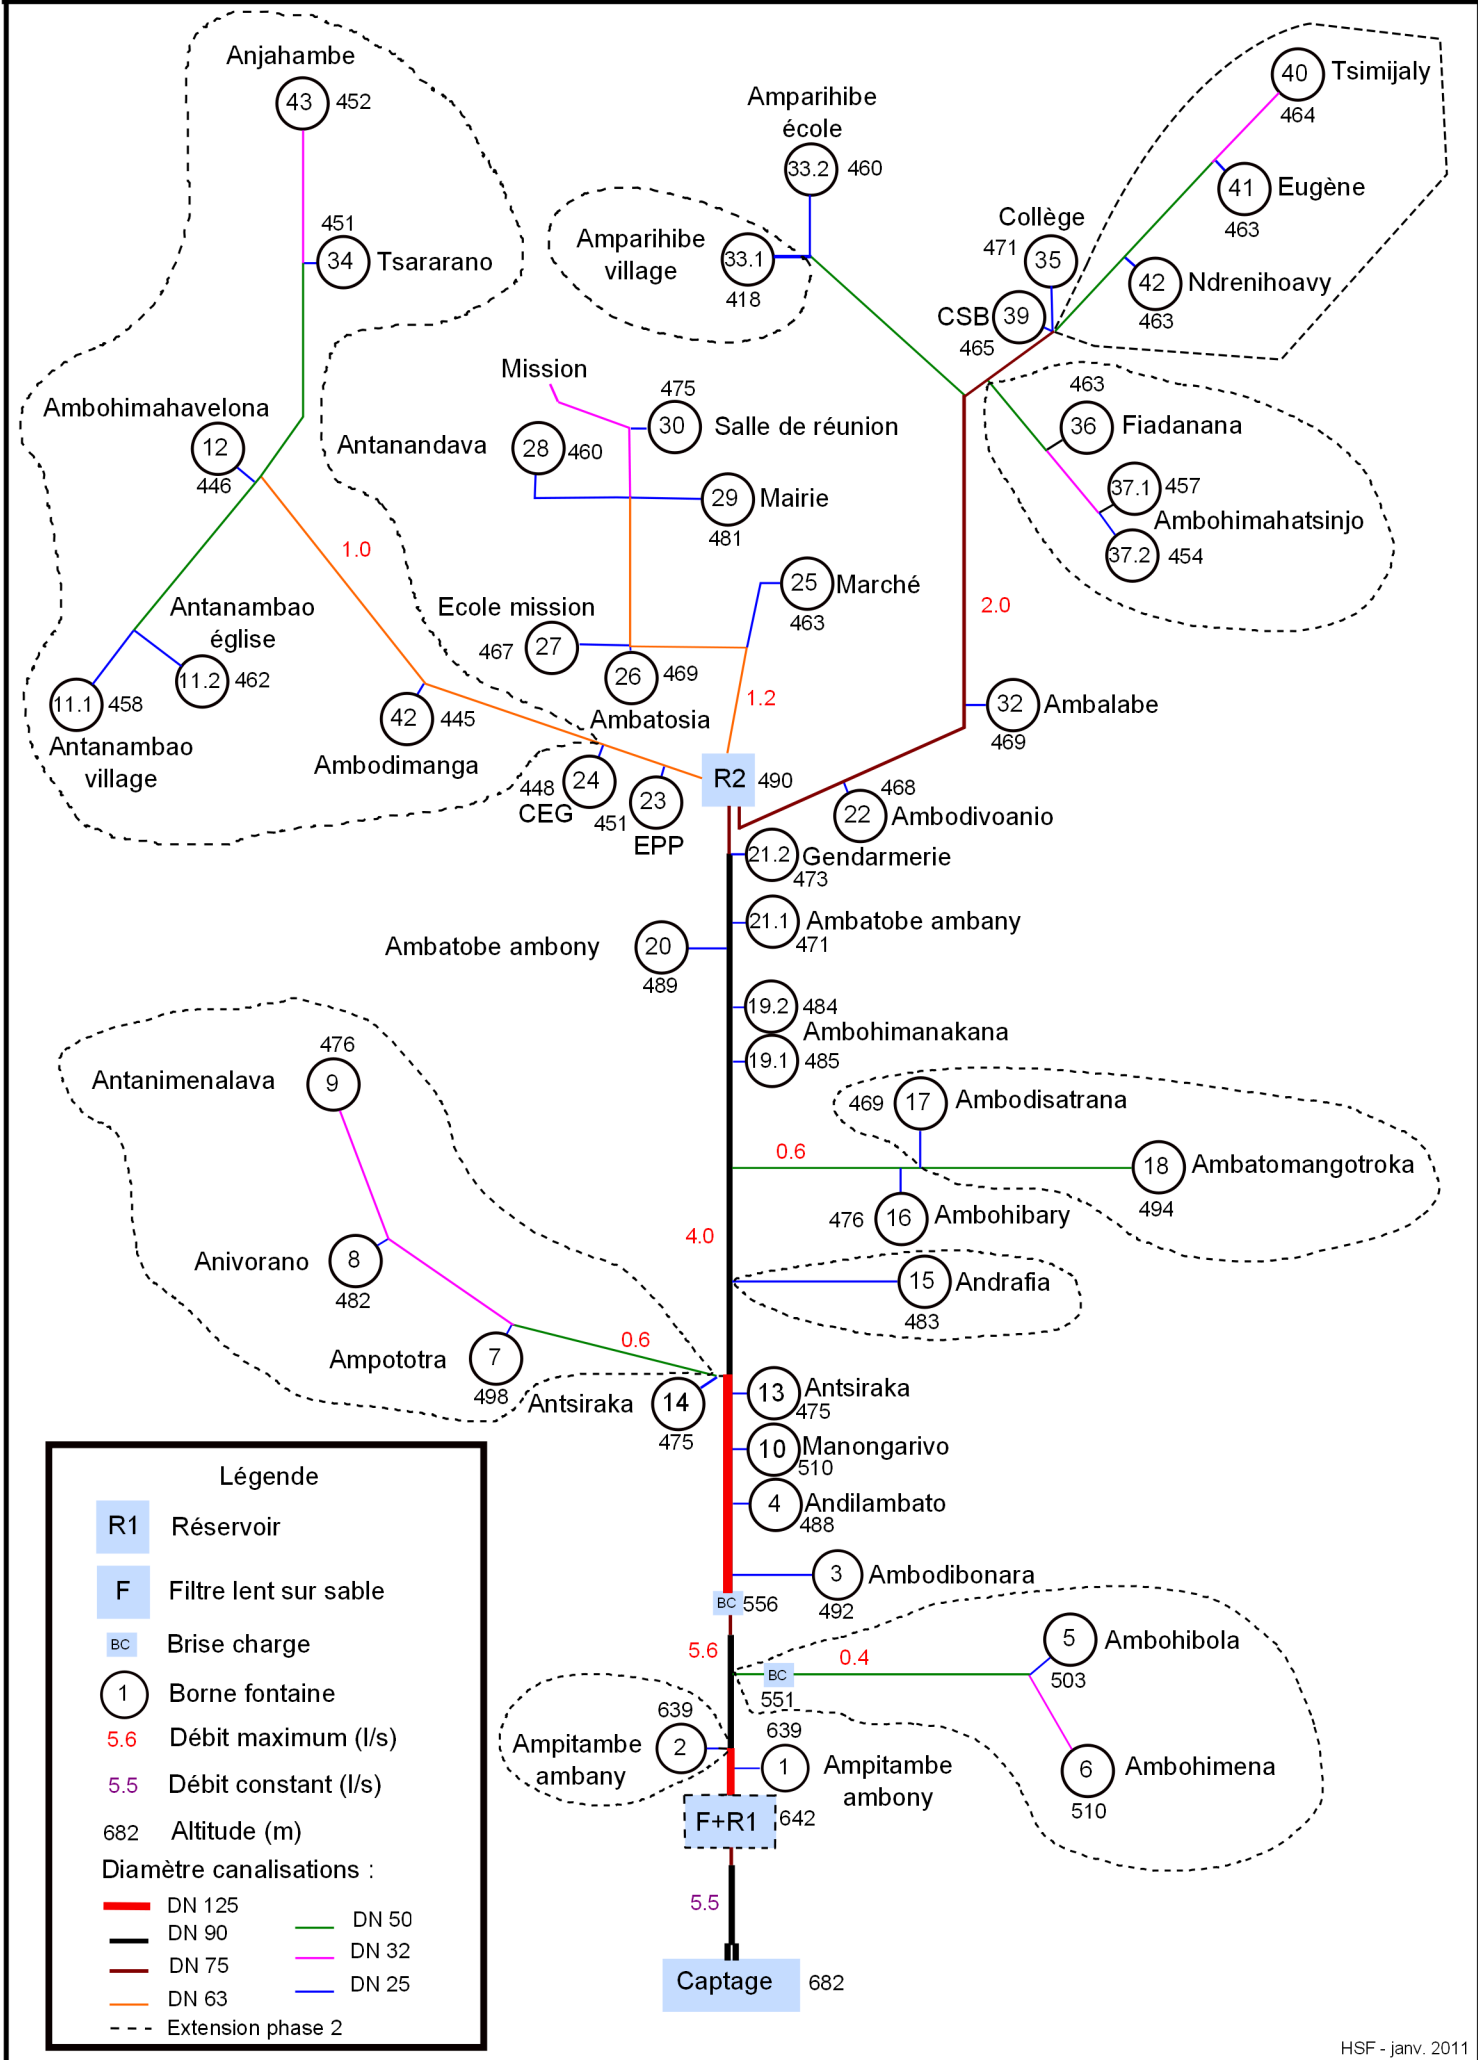 Anjahambe
43
452
451
34
Tsararano
Ambohimahavelona
12
446
1.0
Antanambao
église
11.1
458
11.2
462
Antanambao
village
42
445
Ambodimanga
448
24
CEG
451
23
EPP
Amparihibe
école
33.2
460
Amparihibe
village
33.1
418
Mission
475
30
Salle de réunion
Antanandava
28
460
29
Mairie
481
25
Marché
463
Ecole mission
467
27
26
469
Ambatosia
1.2
R2
490
40
Tsimijaly
464
41
Eugène
463
42
Ndrenihoavy
463
Collège
471
35
CSB
39
465
463
36
Fiadanana
37.1
457
Ambohimahatsinjo
37.2
454
2.0
32
Ambalabe
469
468
22
Ambodivoanio
21.2
Gendarmerie
473
21.1
Ambatobe ambany
471
Ambatobe ambony
20
489
19.2
484
Ambohimanakana
19.1
485
476
Antanimenalava
9
Anivorano
8
482
Ampototra
7
498
0.6
469
17
Ambodisatrana
0.6
18
Ambatomangotroka
494
476
16
Ambohibary
4.0
15
Andrafia
483
Antsiraka
14
475
13
Antsiraka
475
10
Manongarivo
510
4
Andilambato
488
3
Ambodibonara
492
BC
556
5.6
BC
551
0.4
5
Ambohibola
503
6
Ambohimena
510
639
Ampitambe
ambany
2
639
1
Ampitambe
ambony
F+R1
642
5.5
Captage
682
Légende
R1
Réservoir
F
Filtre lent sur sable
BC
Brise charge
1
Borne fontaine
5.6
Débit maximum (l/s)
5.5
Débit constant (l/s)
682
Altitude (m)
Diamètre canalisations :
DN 125
DN 90
DN 75
DN 63
DN 50
DN 32
DN 25
Extension phase 2
HSF - janv. 2011